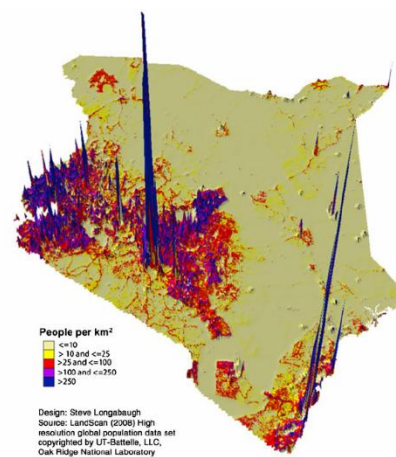 People per km²
<=10
> 10 and <=25
>25 and <=100
>100 and <=250
>250
Design: Steve Longabaugh
Source: LandScan (2008) High
resolution global population data set
copyrighted by UT-Battelle, LLC,
Oak Ridge National Laboratory